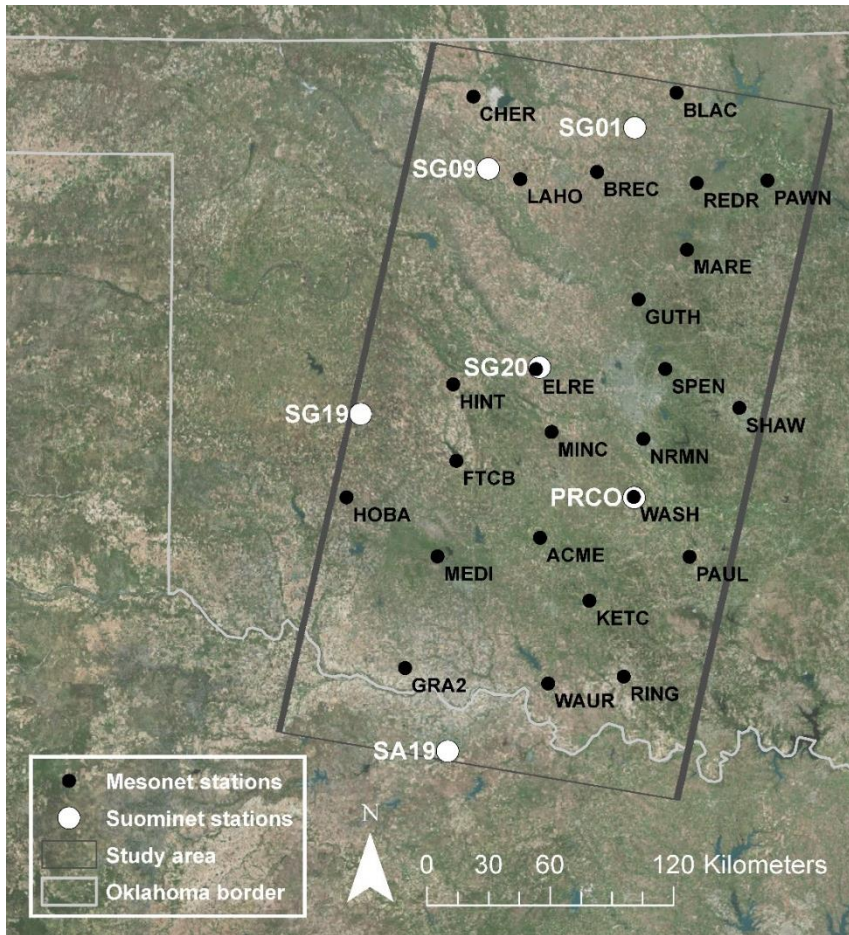 CHER
BLAC
SG01
SG09
LAHO
BREC
REDR
PAWN
MARE
GUTH
SG20
ELRE
HINT
SPEN
SG19
SHAW
MINC
NRMN
FTCB
HOBA
PRCO
WASH
ACME
MEDI
PAUL
KETC
GRA2
WAUR
RING
SA19
Mesonet stations
Suominet stations
Study area
Oklahoma border
N
0 30 60 120 Kilometers